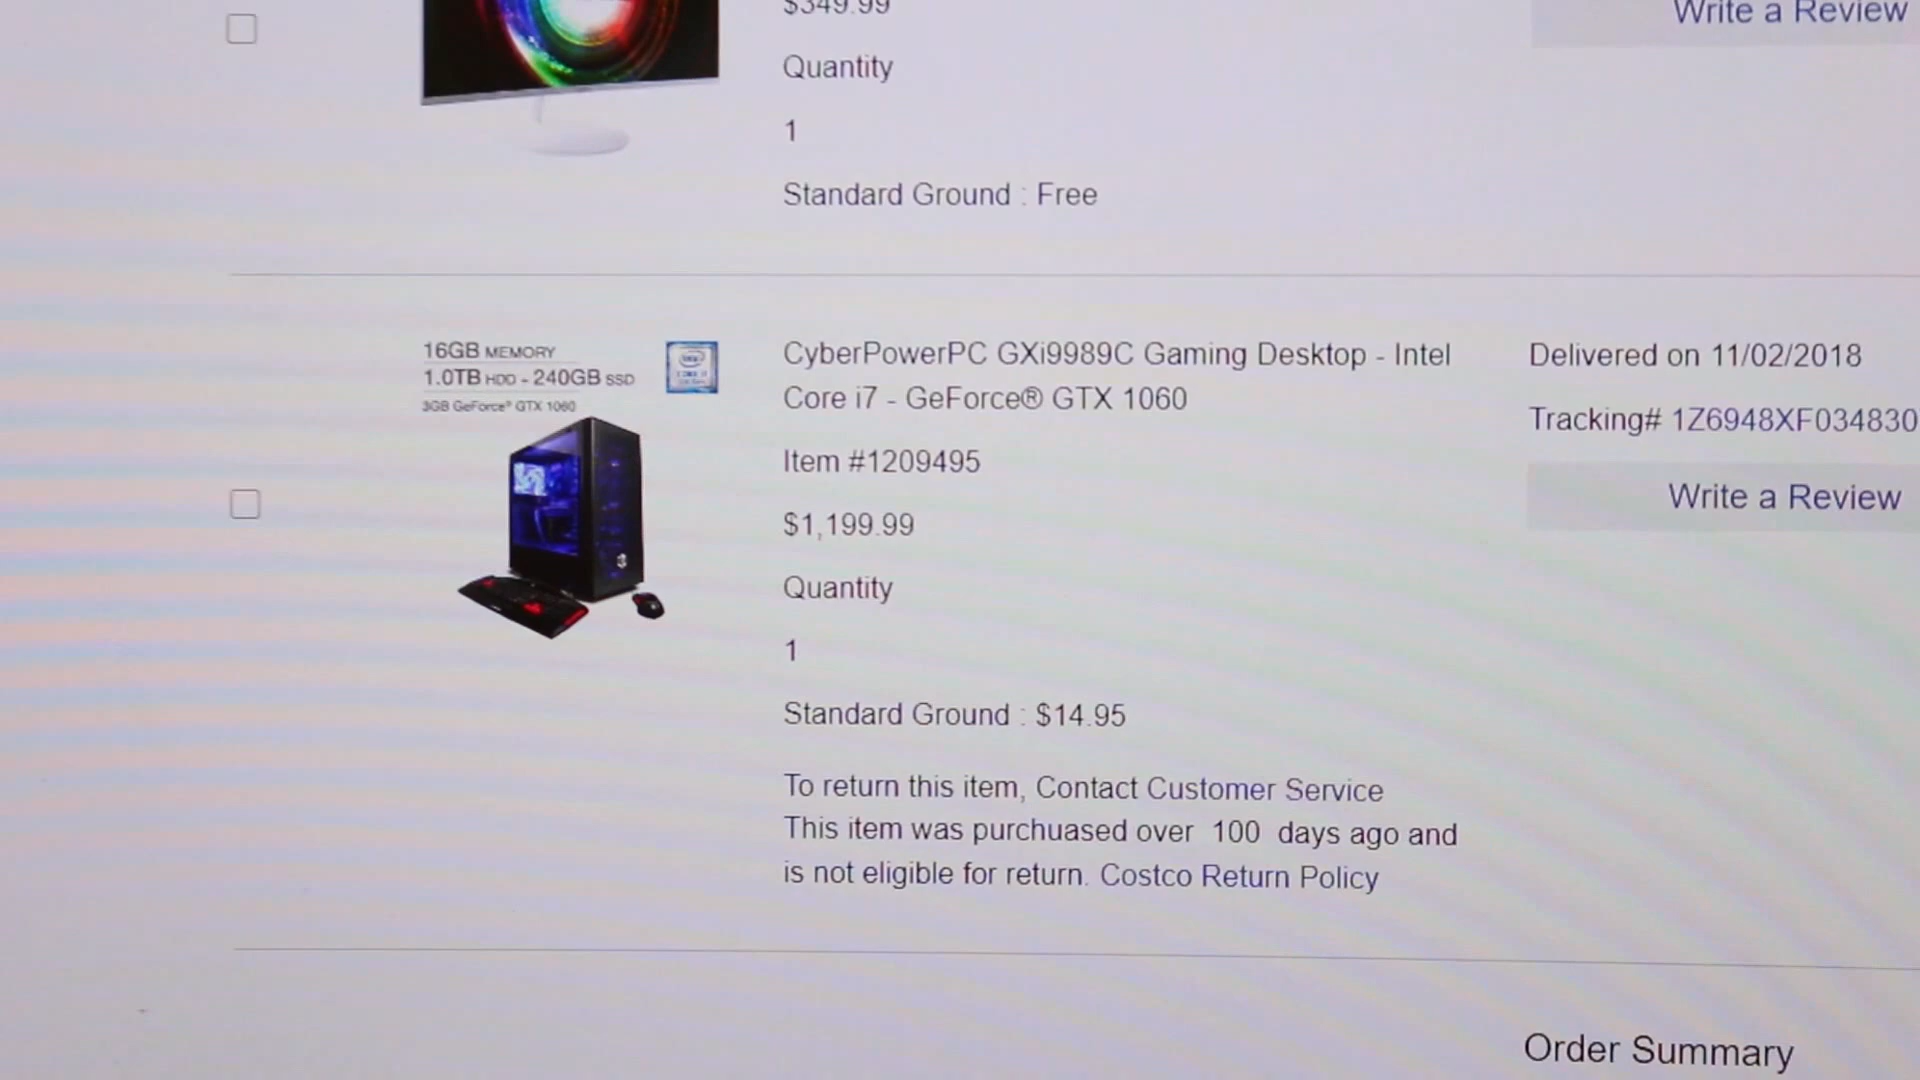 $349.99
Write a Review
Quantity
1
Standard Ground : Free
16GB MEMORY
1.0TB HDD - 240GB SSD
3GB GeForce® GTX 1060
CyberPowerPC GXi9989C Gaming Desktop - Intel
Core i7 - GeForce® GTX 1060
Item #1209495
$1,199.99
Quantity
1
Standard Ground : $14.95
To return this item, Contact Customer Service
This item was purchuased over 100 days ago and
is not eligible for return. Costco Return Policy
Delivered on 11/02/2018
Tracking# 1Z6948XF034830
Write a Review
Order Summary